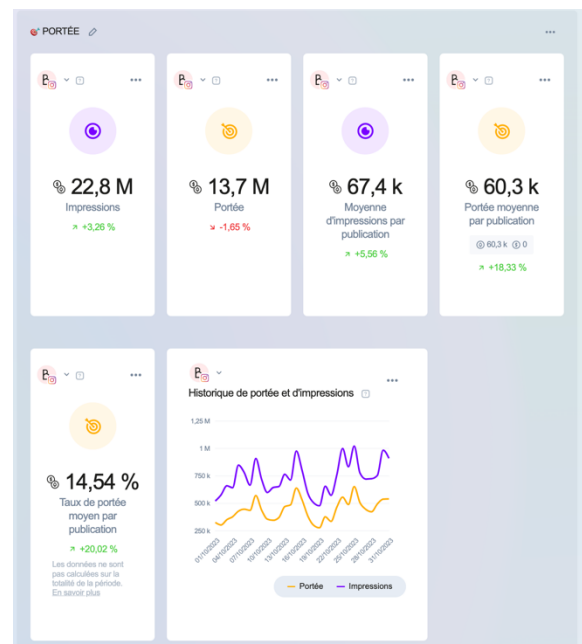 PORTÉE
22,8 M
Impressions
+3,26 %
13,7 M
Portée
-1,65 %
67,4 k
Moyenne
d'impressions par
publication
+5,56 %
60,3 k
Portée moyenne
par publication
60,3 k 0
+18,33 %
14,54 %
Taux de portée
moyen par
publication
+20,02 %
Les données ne sont
pas calculées sur la
totalité de la période.
En savoir plus
Historique de portée et d'impressions
1,25 M
1 M
750 k
500 k
250 k
01/10/2023
04/10/2023
07/10/2023
10/10/2023
13/10/2023
16/10/2023
19/10/2023
22/10/2023
25/10/2023
28/10/2023
31/10/2023
Portée
Impressions